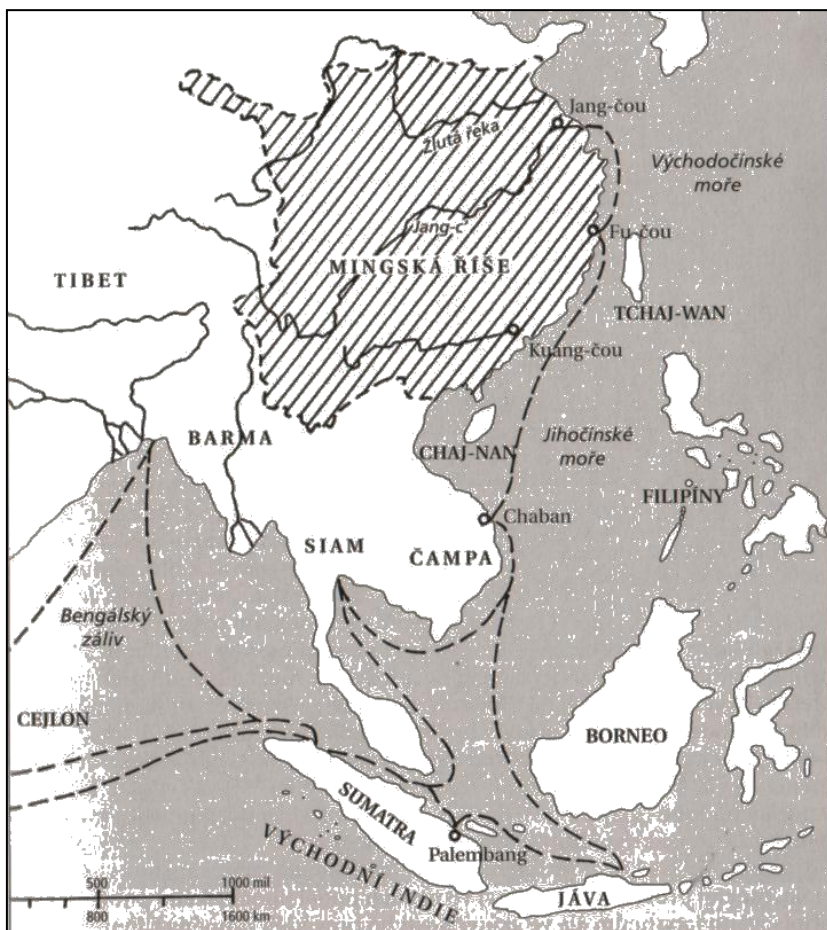 Jang-čou
Žlutá řeka
Východočínské
moře
Jang-c'
Fu-čou
MINGSKÁ ŘÍŠE
TIBET
TCHAJ-WAN
Kuang-čou
BARMA
CHAJ-NAN
Jihočínské
moře
FILIPÍNY
Chaban
SIAM
ČAMPA
Bengálský
záliv
CEJLON
BORNEO
SUMATRA
Palembang
VÝCHODNÍ INDIE
JÁVA
500
1000 mil
800
1600 km